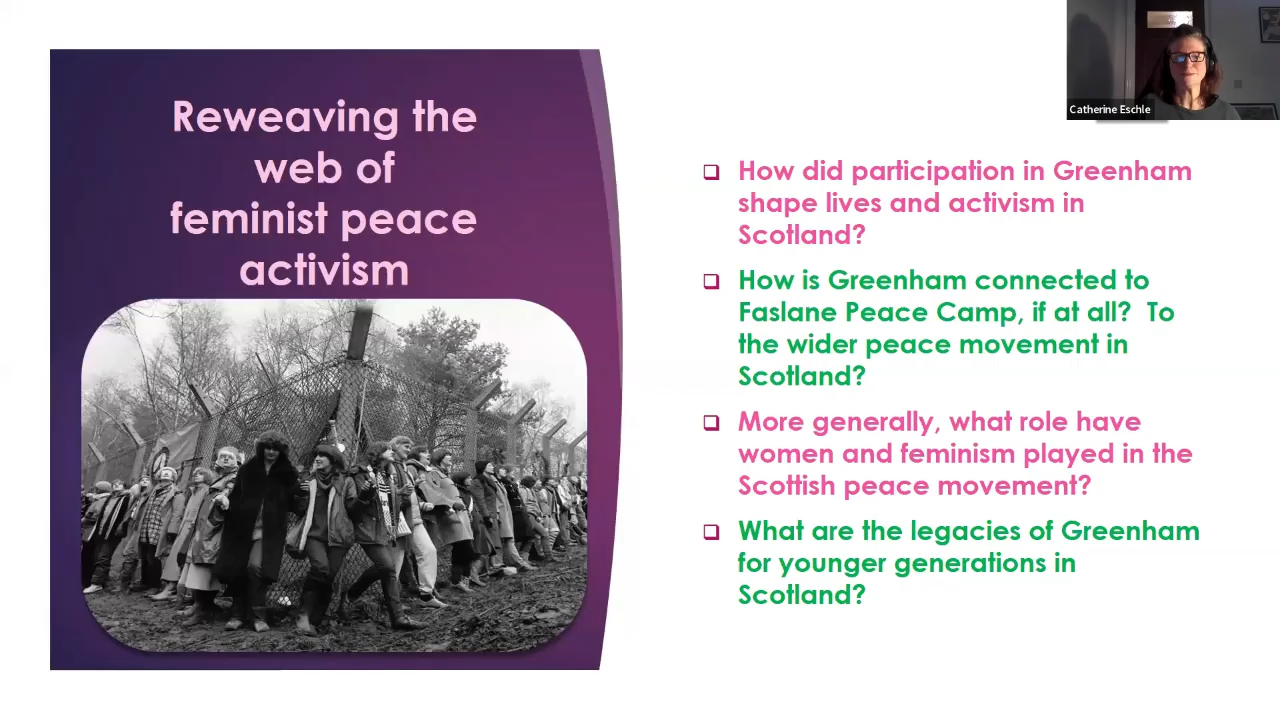 Reweaving the
web of
feminist peace
activism
Catherine Eschle
How did participation in Greenham
shape lives and activism in
Scotland?
How is Greenham connected to
Faslane Peace Camp, if at all?  To
the wider peace movement in
Scotland?
More generally, what role have
women and feminism played in the
Scottish peace movement?
What are the legacies of Greenham
for younger generations in
Scotland?